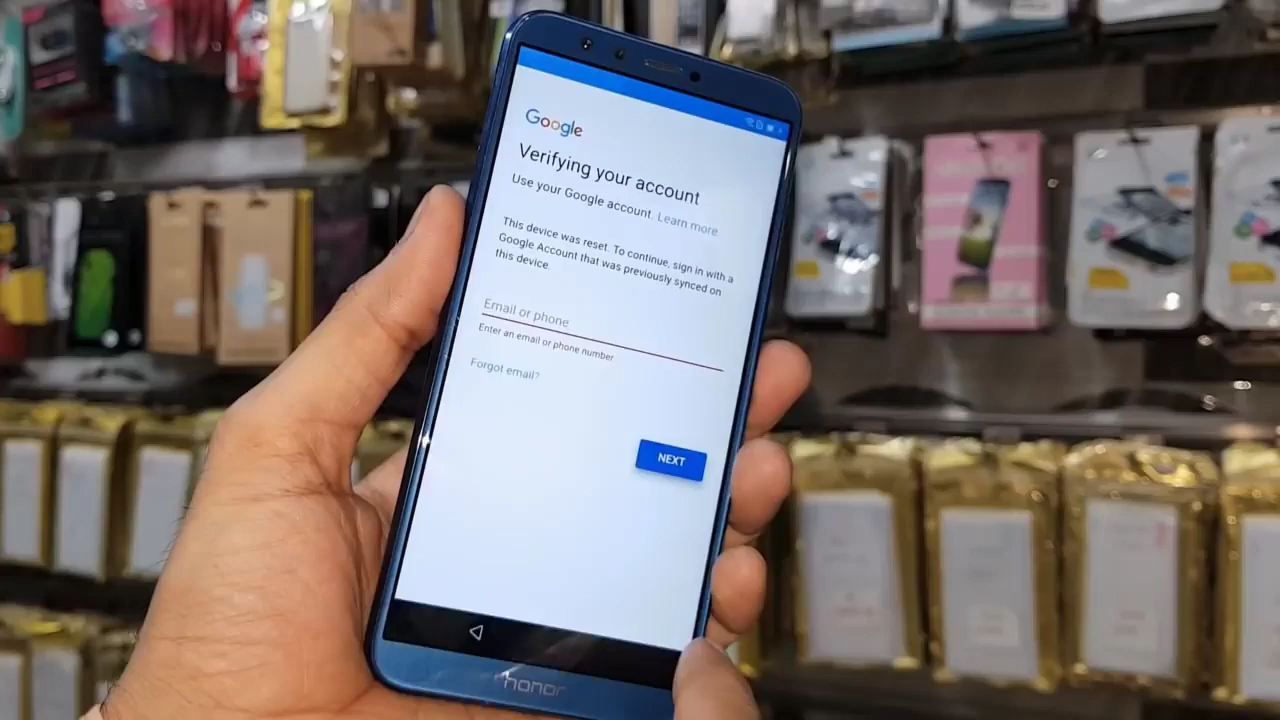 Google
Verifying your account
Use your Google account. Learn more
This device was reset. To continue, sign in with a
Google Account that was previously synced on
this device.
Email or phone
Enter an email or phone number
Forgot email?
NEXT
honor